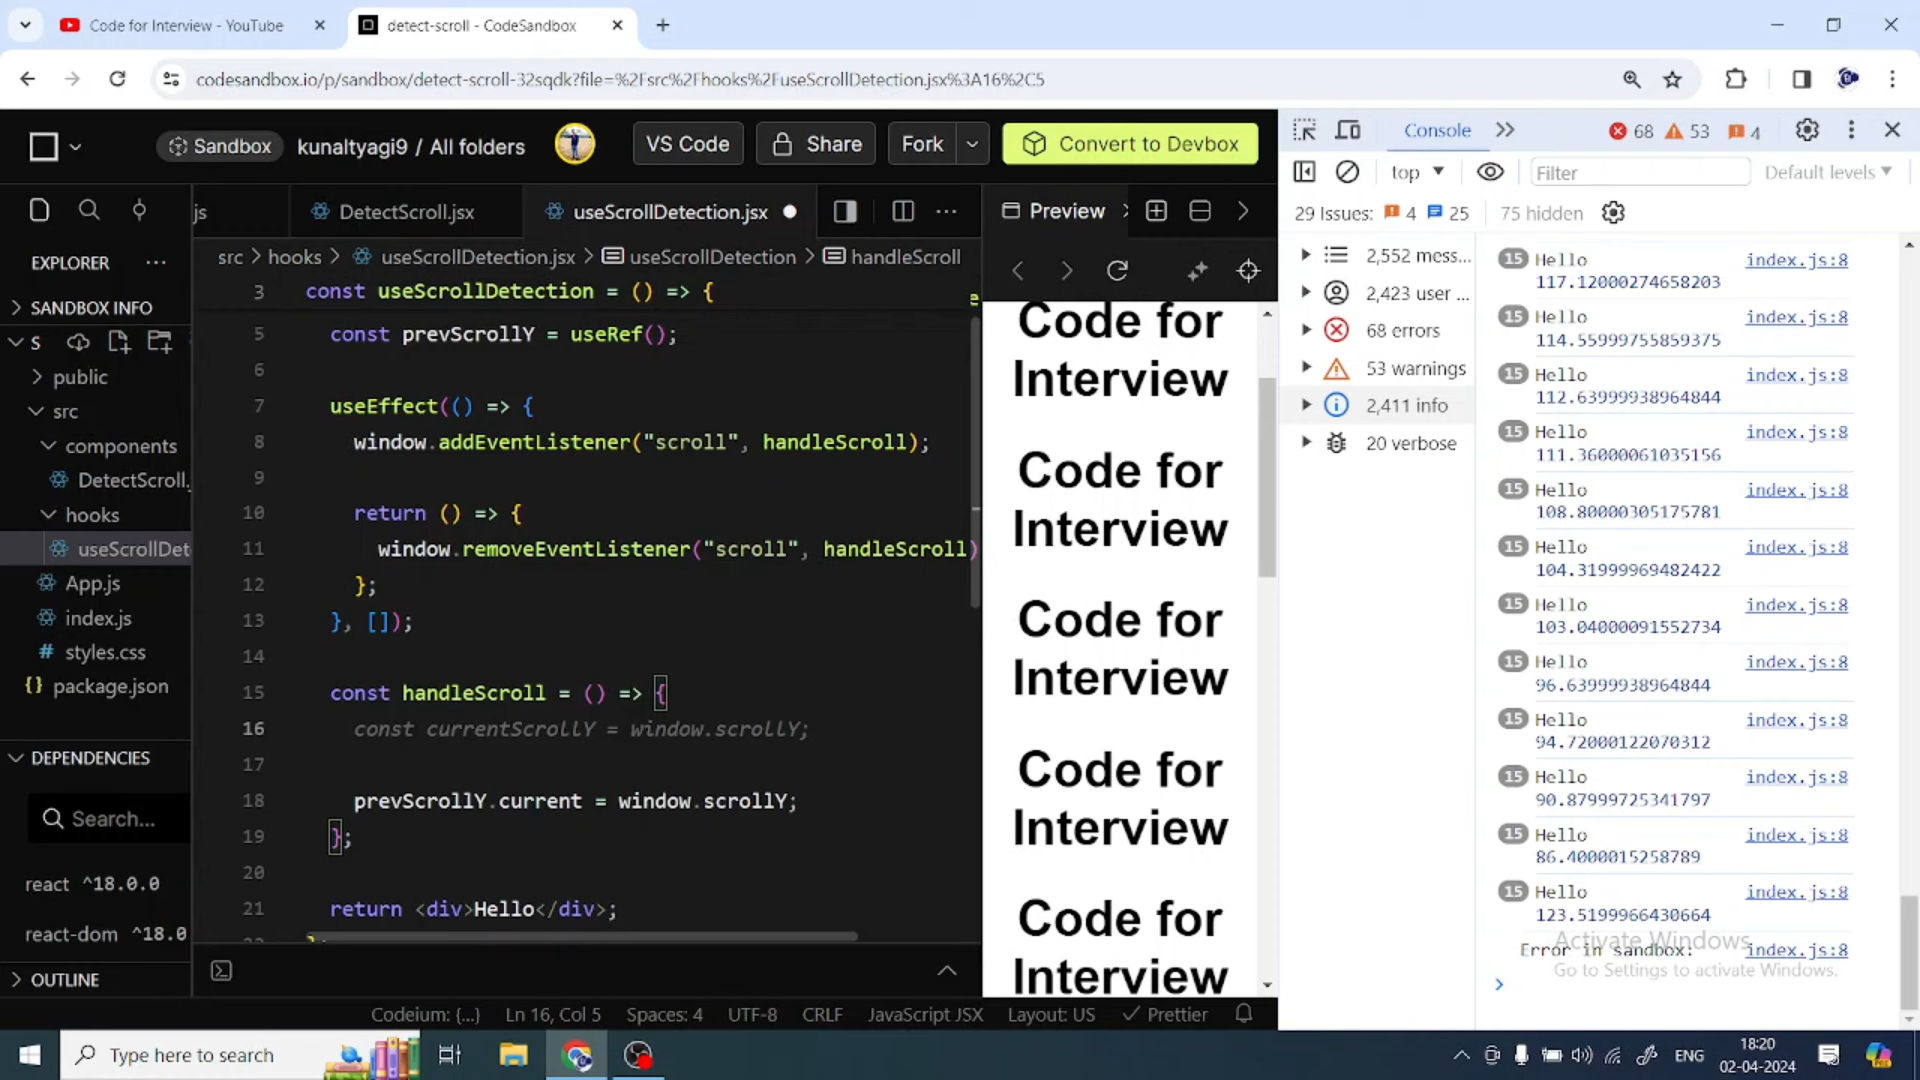 Code for Interview - YouTube
detect-scroll - CodeSandbox
codesandbox.io/p/sandbox/detect-scroll-32sqdk?file=%2Fsrc%2Fhooks%2FuseScrollDetection.jsx%3A16%2C5
Sandbox
kunaltyagi9 / All folders
VS Code
Share
Fork
Convert to Devbox
js
DetectScroll.jsx
useScrollDetection.jsx
EXPLORER
SANDBOX INFO
S
public
src
components
DetectScroll.
hooks
useScrollDet
App.js
index.js
styles.css
package.json
DEPENDENCIES
Search...
react ^18.0.0
react-dom ^18.0
OUTLINE
src > hooks > useScrollDetection.jsx > useScrollDetection > handleScroll
3 const useScrollDetection = () => {
5 const prevScrollY = useRef();
6
7 useEffect(() => {
8 window.addEventListener("scroll", handleScroll);
9
10 return () => {
11 window.removeEventListener("scroll", handleScroll)
12 };
13 }, []);
14
15 const handleScroll = () => {
16 const currentScrollY = window.scrollY;
17
18 prevScrollY.current = window.scrollY;
19 };
20
21 return <div>Hello</div>;
Codeium: {...}
Ln 16, Col 5
Spaces: 4
UTF-8
CRLF
JavaScript JSX
Layout: US
Prettier
Preview
Code for
Interview
Code for
Interview
Code for
Interview
Code for
Interview
Code for
Interview
Console
68
53
4
top
Filter
Default levels
29 Issues: 4 25
75 hidden
2,552 mess...
2,423 user ...
68 errors
53 warnings
2,411 info
20 verbose
15 Hello index.js:8
117.12000274658203
15 Hello index.js:8
114.55999755859375
15 Hello index.js:8
112.63999938964844
15 Hello index.js:8
111.36000061035156
15 Hello index.js:8
108.80000305175781
15 Hello index.js:8
104.31999969482422
15 Hello index.js:8
103.04000091552734
15 Hello index.js:8
96.63999938964844
15 Hello index.js:8
94.72000122070312
15 Hello index.js:8
90.87999725341797
15 Hello index.js:8
86.4000015258789
15 Hello index.js:8
123.5199966430664
Error in sandbox: index.js:8
Activate Windows
Go to Settings to activate Windows.
Type here to search
ENG
18:20
02-04-2024